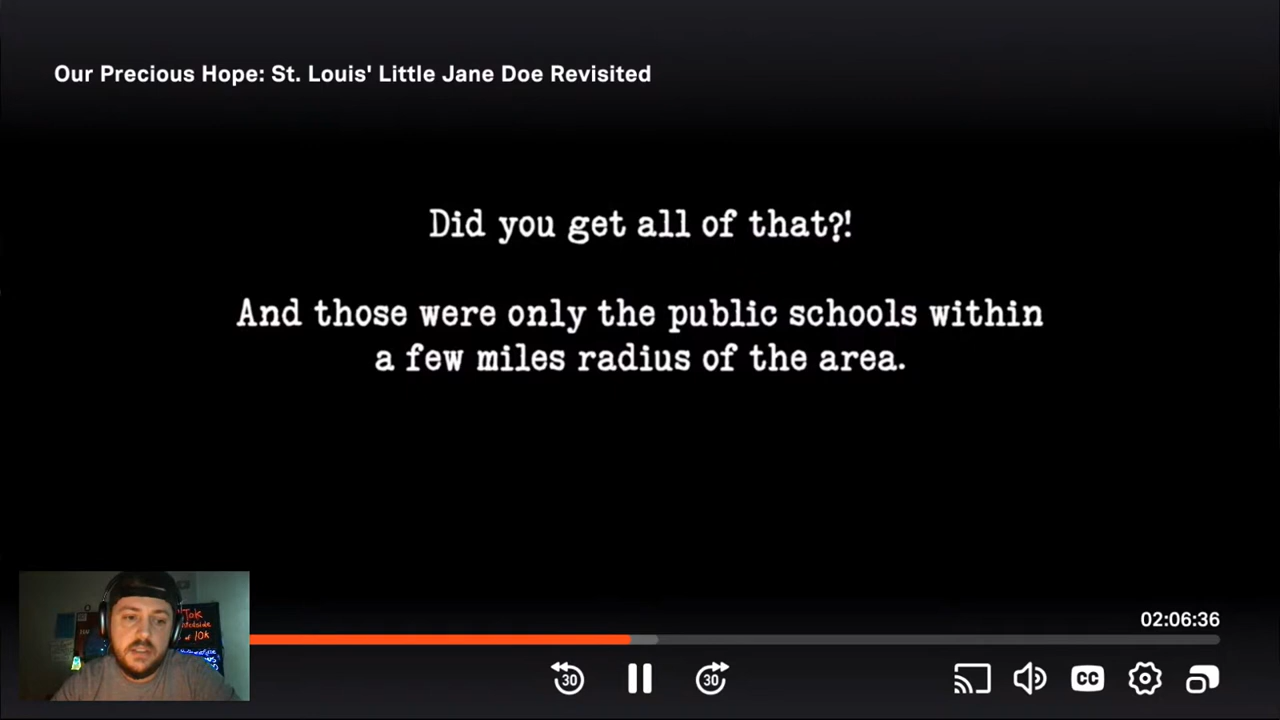 Our Precious Hope: St. Louis' Little Jane Doe Revisited
Did you get all of that?!
And those were only the public schools within
a few miles radius of the area.
02:06:36
30
30
CC